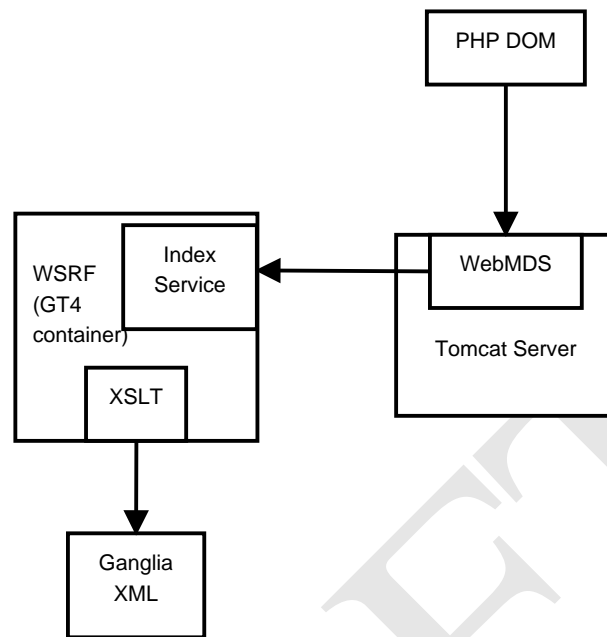 PHP DOM
WSRF
(GT4
container)
Index
Service
WebMDS
Tomcat Server
XSLT
Ganglia
XML